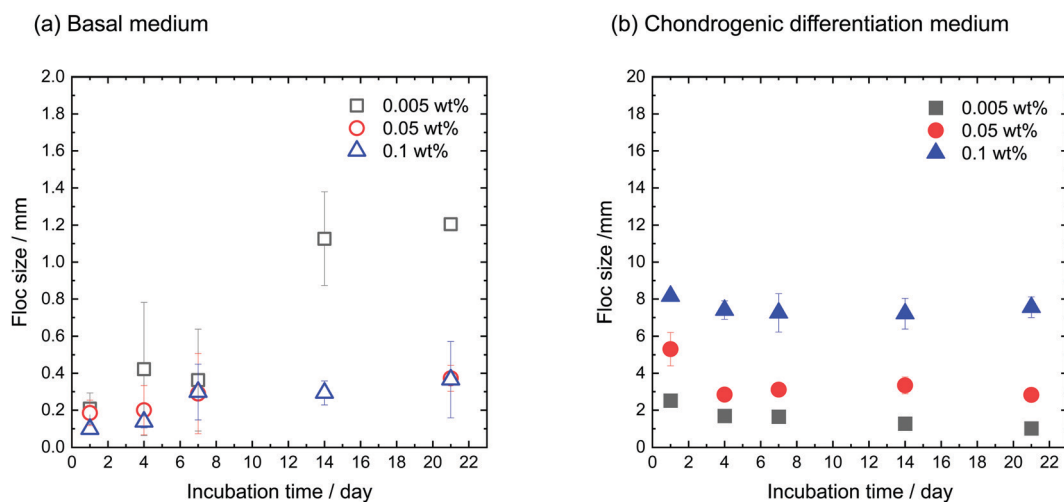 (a) Basal medium
2.0
1.8
1.6
1.4
1.2
1.0
0.8
0.6
0.4
0.2
0.0
Floc size / mm
0.005 wt%
0.05 wt%
0.1 wt%
0 2 4 6 8 10 12 14 16 18 20 22
Incubation time / day
(b) Chondrogenic differentiation medium
20
18
16
14
12
10
8
6
4
2
0
Floc size /mm
0.005 wt%
0.05 wt%
0.1 wt%
0 2 4 6 8 10 12 14 16 18 20 22
Incubation time / day